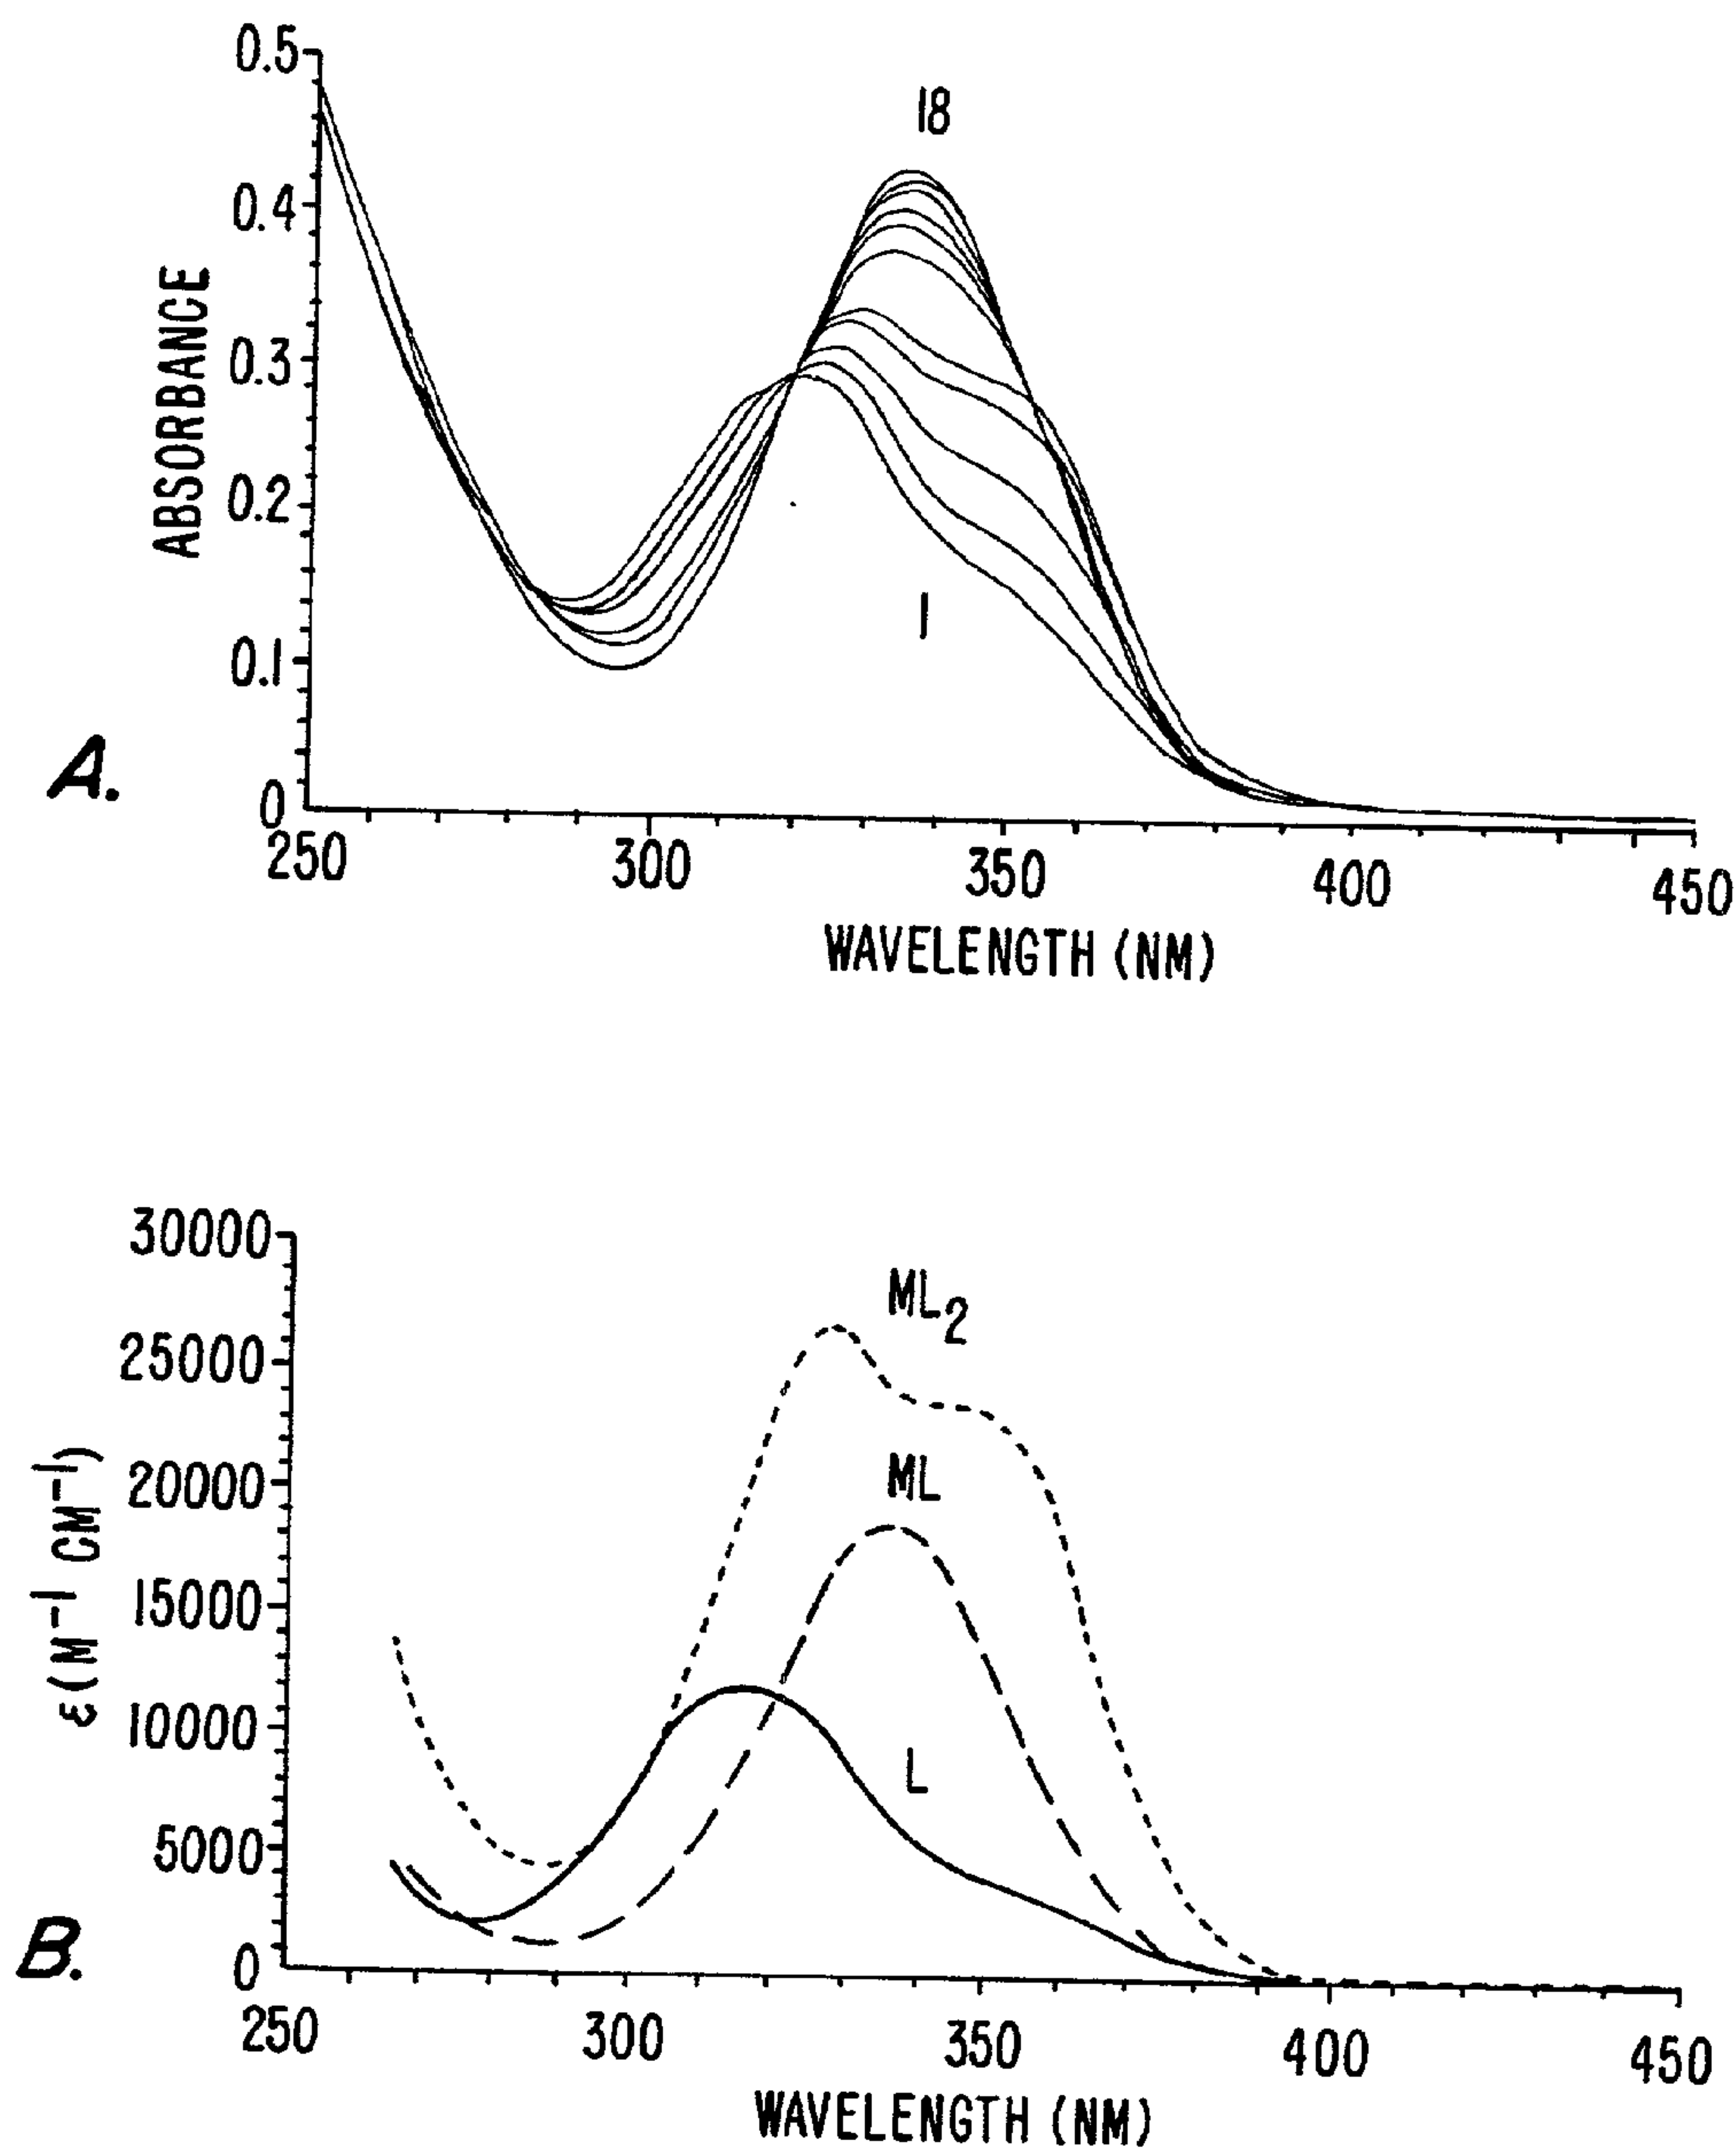 0.5
0.4
0.3
0.2
0.1
0
ABSORBANCE
18
1
A.
250 300 350 400 450
WAVELENGTH (NM)
30000
25000
20000
15000
10000
5000
0
ε (M⁻¹ CM⁻¹)
ML₂
ML
L
B.
250 300 350 400 450
WAVELENGTH (NM)